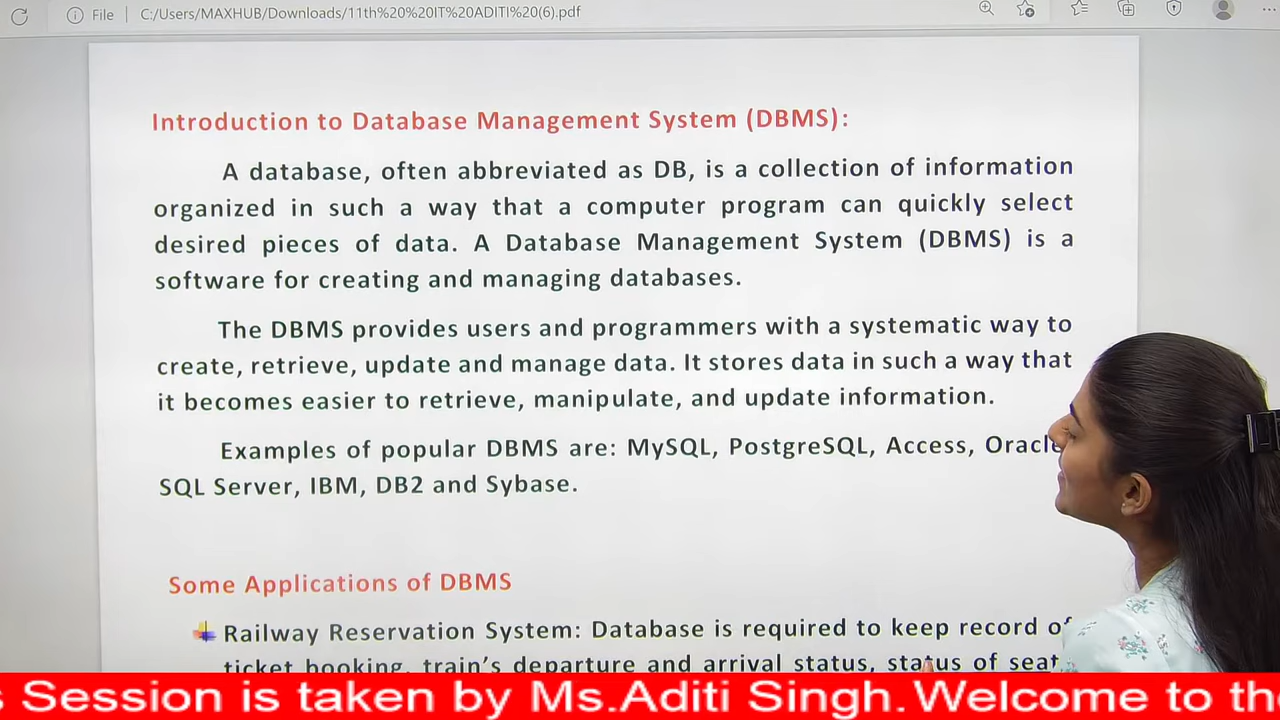 File C:/Users/MAXHUB/Downloads/11th%20%20IT%20ADITI%20(6).pdf
Introduction to Database Management System (DBMS):
A database, often abbreviated as DB, is a collection of information
organized in such a way that a computer program can quickly select
desired pieces of data. A Database Management System (DBMS) is a
software for creating and managing databases.
The DBMS provides users and programmers with a systematic way to
create, retrieve, update and manage data. It stores data in such a way that
it becomes easier to retrieve, manipulate, and update information.
Examples of popular DBMS are: MySQL, PostgreSQL, Access, Oracle
SQL Server, IBM, DB2 and Sybase.
Some Applications of DBMS
Railway Reservation System: Database is required to keep record of
ticket booking, train's departure and arrival status, status of seat
s Session is taken by Ms.Aditi Singh.Welcome to the